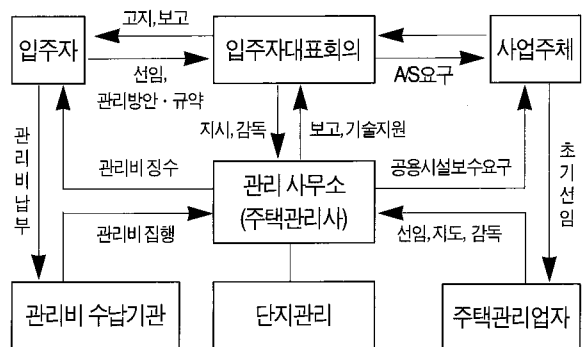 고지, 보고
입주자
입주자대표회의
사업주체
선임,
관리방안·규약
A/S요구
지시, 감독
보고, 기술지원
관리비납부
관리비 징수
관리 사무소
(주택관리사)
공용시설보수요구
초기선임
관리비 집행
선임, 지도, 감독
관리비 수납기관
단지관리
주택관리업자